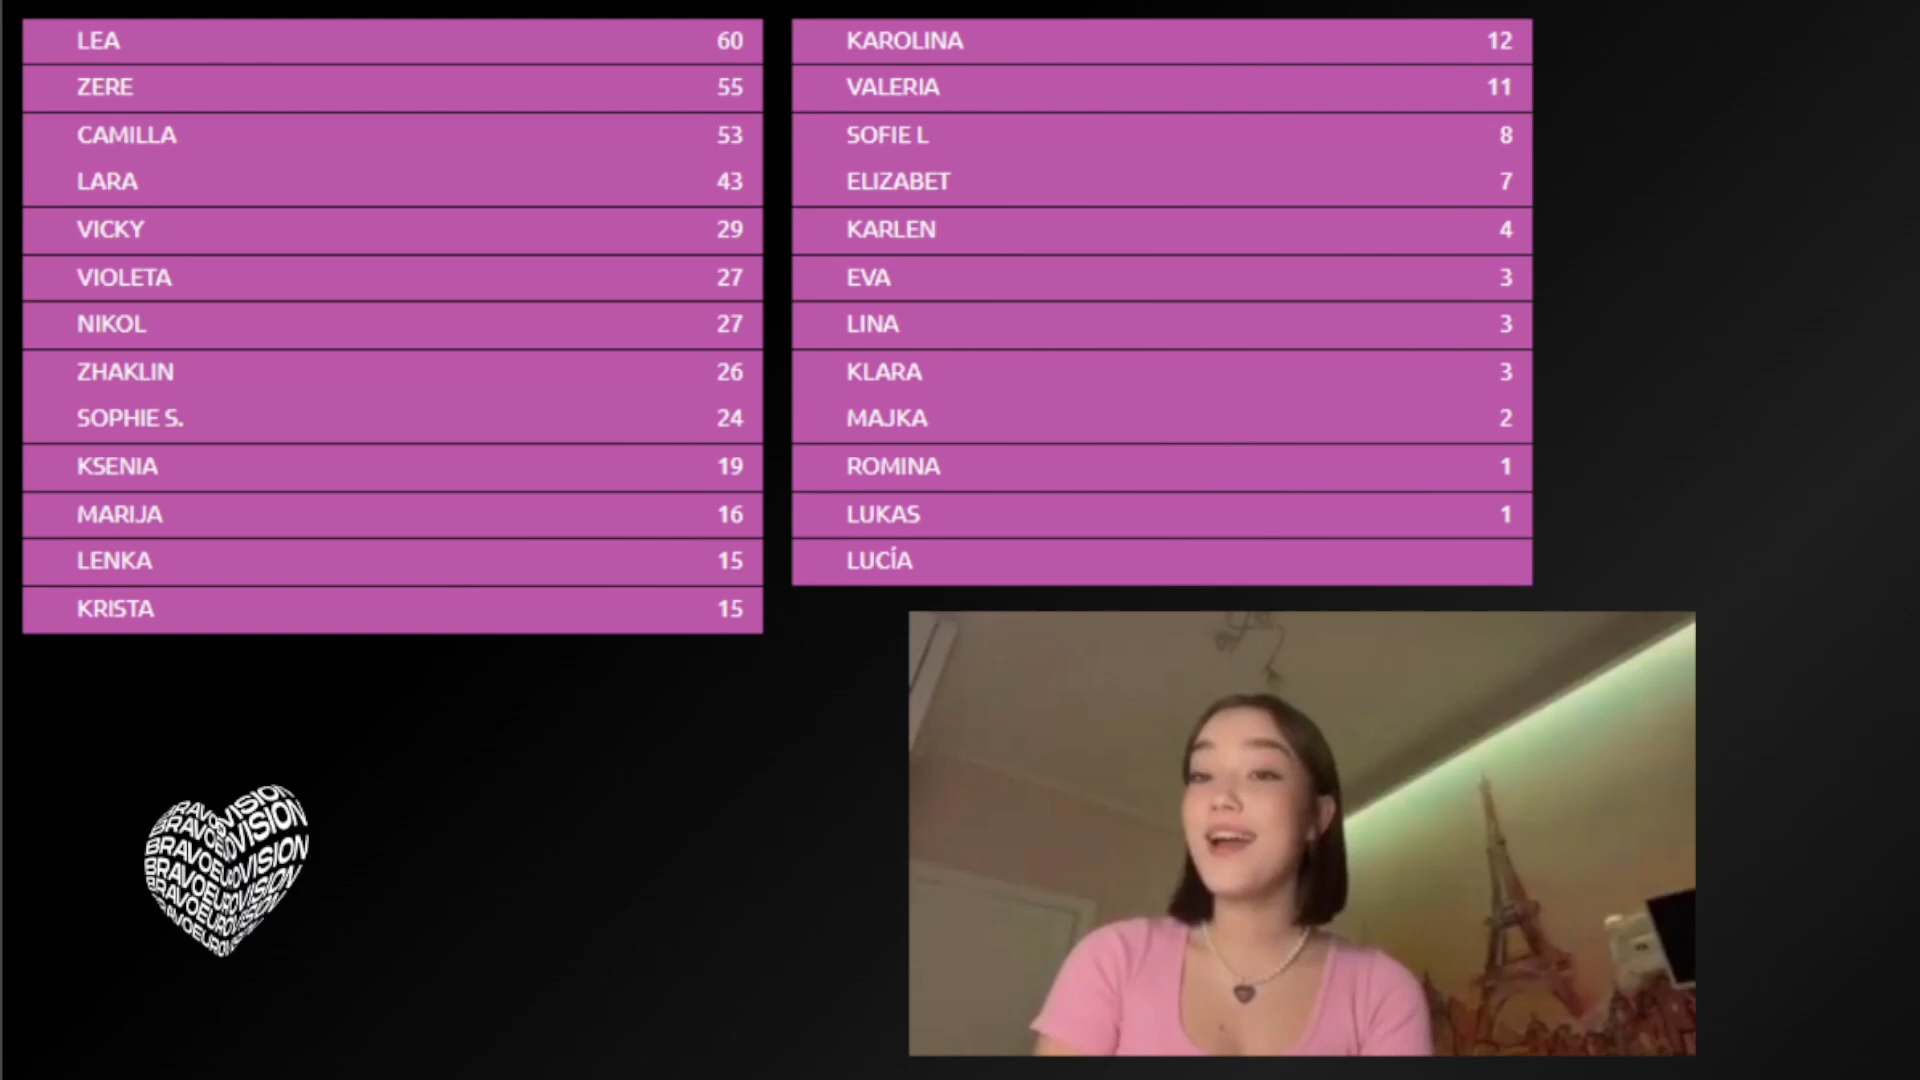 LEA 60
ZERE 55
CAMILLA 53
LARA 43
VICKY 29
VIOLETA 27
NIKOL 27
ZHAKLIN 26
SOPHIE S. 24
KSENIA 19
MARIJA 16
LENKA 15
KRISTA 15
KAROLINA 12
VALERIA 11
SOFIE L 8
ELIZABET 7
KARLEN 4
EVA 3
LINA 3
KLARA 3
MAJKA 2
ROMINA 1
LUKAS 1
LUCÍA
BRAVOEUROVISION